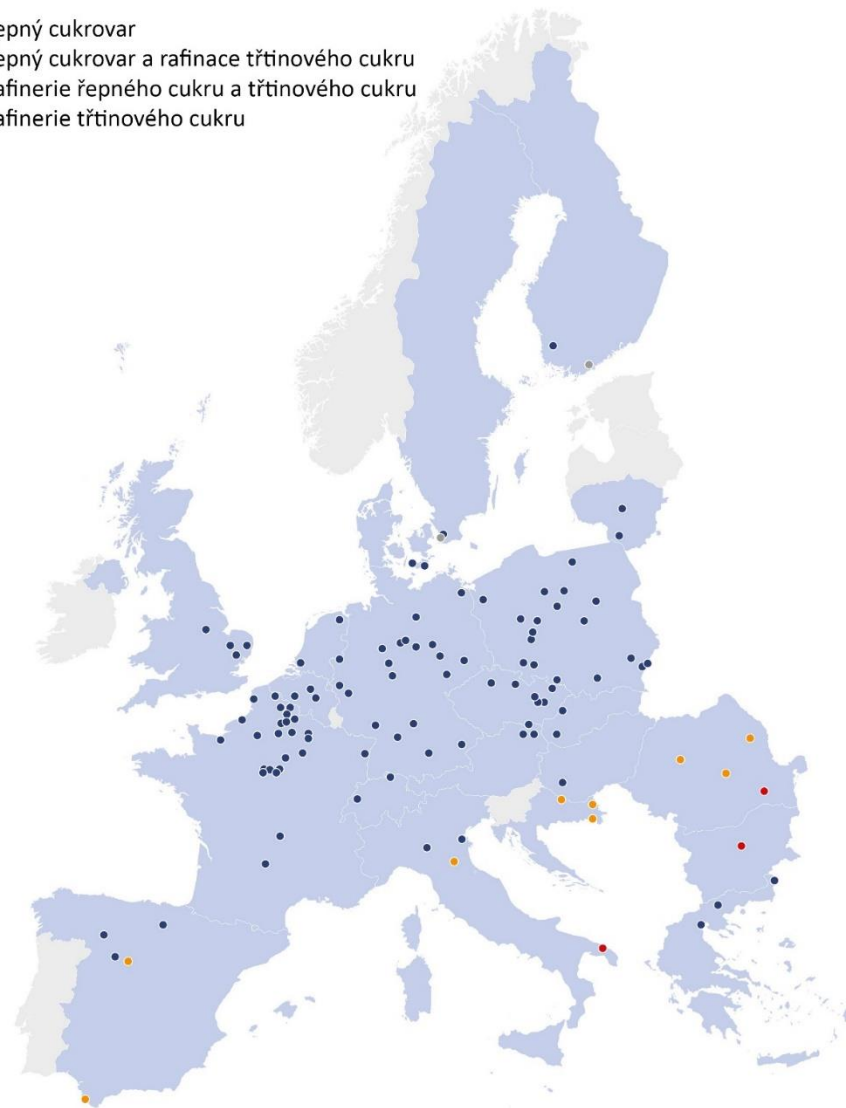 epný cukrovar
epný cukrovar a rafinace třtinového cukru
afinerie řepného cukru a třtinového cukru
afinerie třtinového cukru